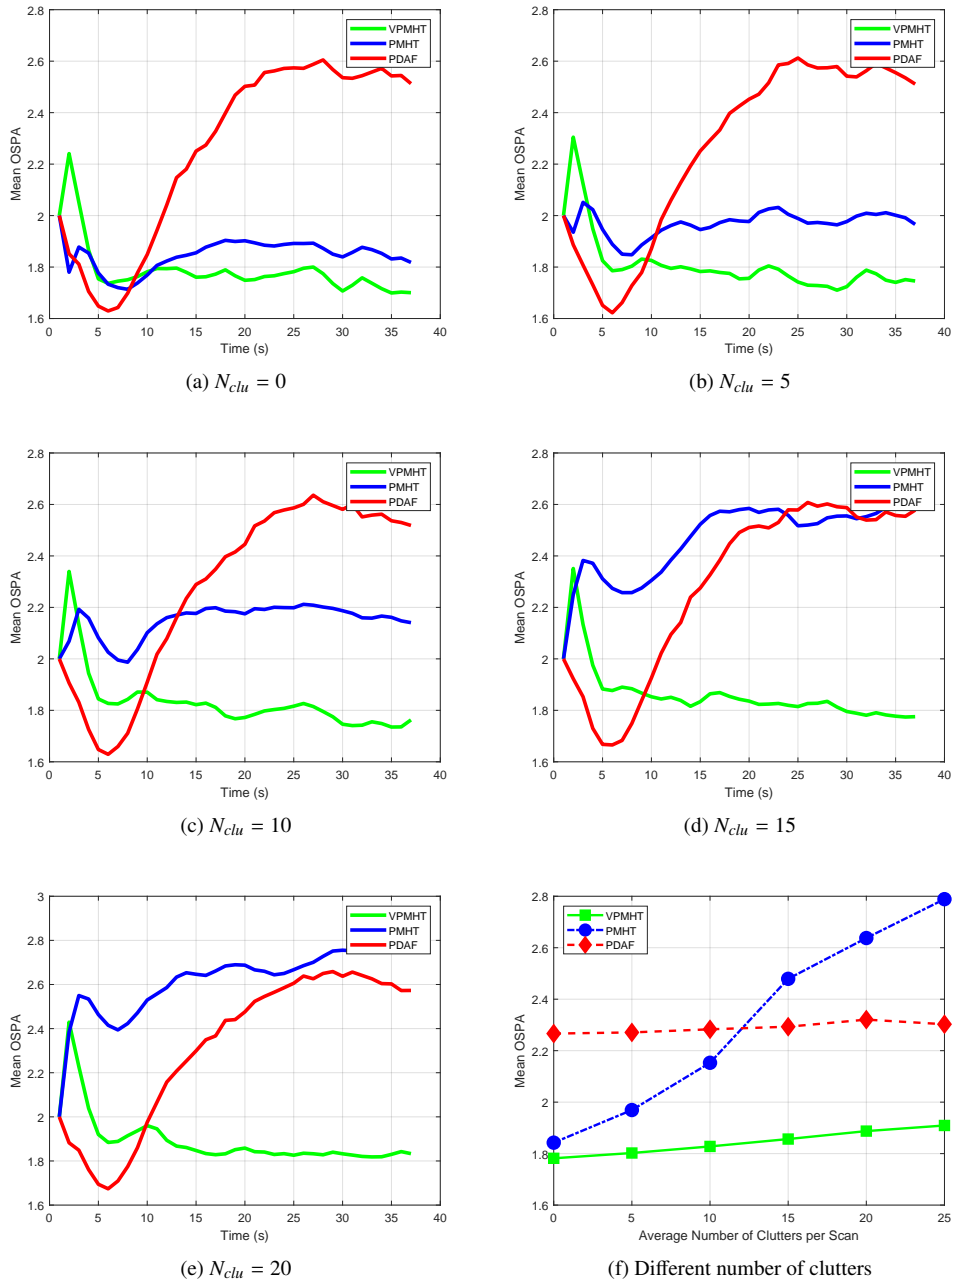 2.8
2.6
2.4
2.2
2
1.8
1.6
Mean OSPA
0 5 10 15 20 25 30 35 40
Time (s)
VPMHT
PMHT
PDAF
(a) N_clu = 0
2.8
2.6
2.4
2.2
2
1.8
1.6
Mean OSPA
0 5 10 15 20 25 30 35 40
Time (s)
VPMHT
PMHT
PDAF
(b) N_clu = 5
2.8
2.6
2.4
2.2
2
1.8
1.6
Mean OSPA
0 5 10 15 20 25 30 35 40
Time (s)
VPMHT
PMHT
PDAF
(c) N_clu = 10
2.8
2.6
2.4
2.2
2
1.8
1.6
Mean OSPA
0 5 10 15 20 25 30 35 40
Time (s)
VPMHT
PMHT
PDAF
(d) N_clu = 15
3
2.8
2.6
2.4
2.2
2
1.8
1.6
Mean OSPA
0 5 10 15 20 25 30 35 40
Time (s)
VPMHT
PMHT
PDAF
(e) N_clu = 20
2.8
2.6
2.4
2.2
2
1.8
1.6
Mean OSPA
0 5 10 15 20 25
Average Number of Clutters per Scan
VPMHT
PMHT
PDAF
(f) Different number of clutters